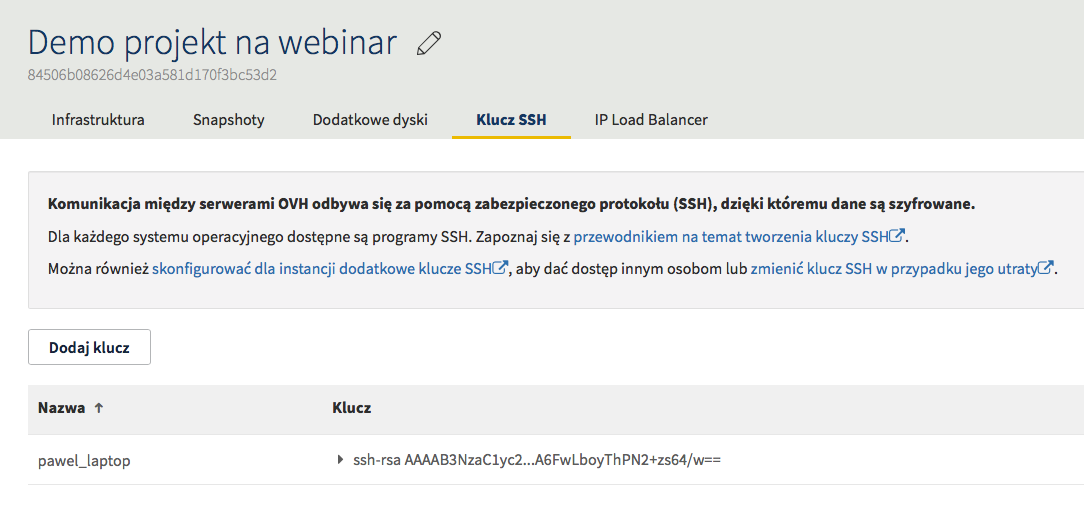 Demo projekt na webinar
84506b08626d4e03a581d170f3bc53d2
Infrastruktura Snapshoty Dodatkowe dyski Klucz SSH IP Load Balancer
Komunikacja między serwerami OVH odbywa się za pomocą zabezpieczonego protokołu (SSH), dzięki któremu dane są szyfrowane.
Dla każdego systemu operacyjnego dostępne są programy SSH. Zapoznaj się z przewodnikiem na temat tworzenia kluczy SSH.
Można również skonfigurować dla instancji dodatkowe klucze SSH, aby dać dostęp innym osobom lub zmienić klucz SSH w przypadku jego utraty.
Dodaj klucz
Nazwa ↑ Klucz
pawel_laptop ssh-rsa AAAAB3NzaC1yc2...A6FwLboyThPN2+zs64/w==